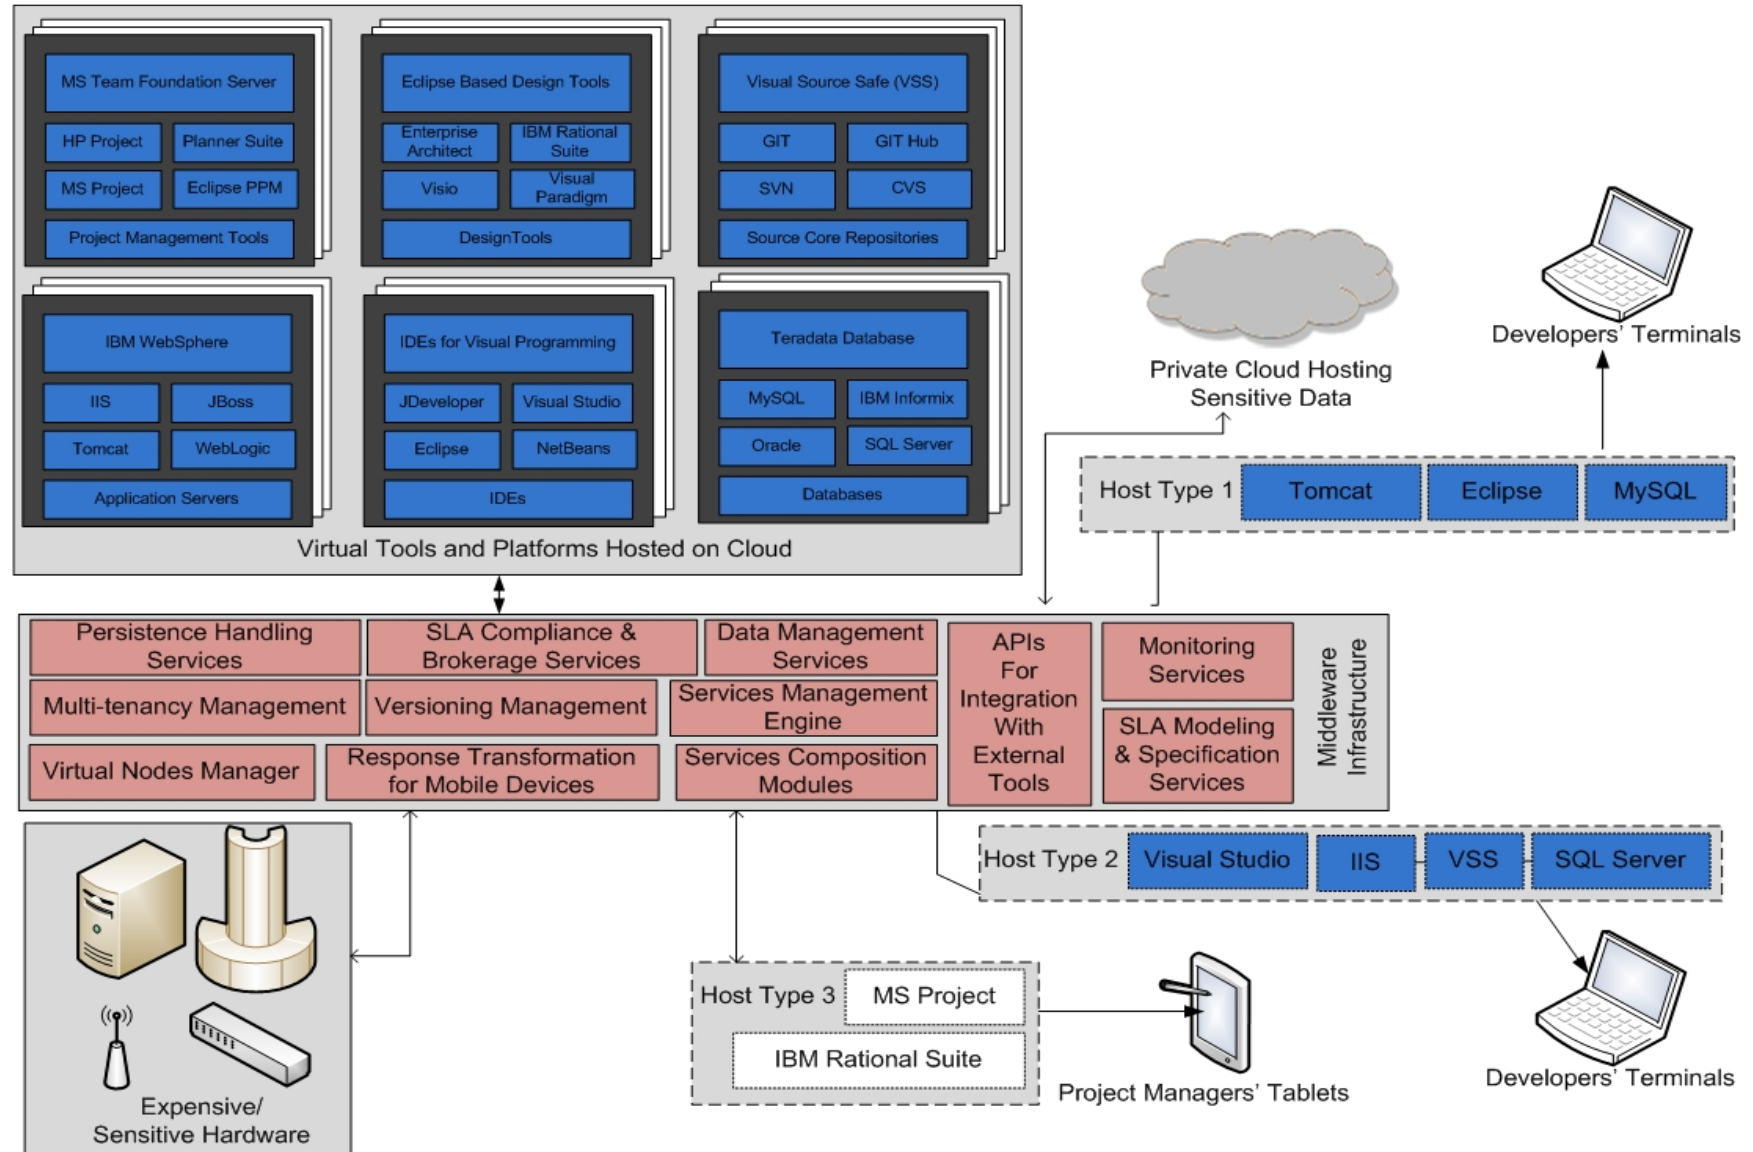 MS Team Foundation Server
HP Project
Planner Suite
MS Project
Eclipse PPM
Project Management Tools
Eclipse Based Design Tools
Enterprise
Architect
IBM Rational
Suite
Visio
Visual
Paradigm
DesignTools
Visual Source Safe (VSS)
GIT
GIT Hub
SVN
CVS
Source Core Repositories
IBM WebSphere
IIS
JBoss
Tomcat
WebLogic
Application Servers
IDEs for Visual Programming
JDeveloper
Visual Studio
Eclipse
NetBeans
IDEs
Teradata Database
MySQL
IBM Informix
Oracle
SQL Server
Databases
Virtual Tools and Platforms Hosted on Cloud
Private Cloud Hosting
Sensitive Data
Developers' Terminals
Host Type 1
Tomcat
Eclipse
MySQL
Persistence Handling
Services
SLA Compliance &
Brokerage Services
Data Management
Services
Multi-tenancy Management
Versioning Management
Services Management
Engine
Virtual Nodes Manager
Response Transformation
for Mobile Devices
Services Composition
Modules
APIs
For
Integration
With
External
Tools
Monitoring
Services
SLA Modeling
& Specification
Services
Middleware
Infrastructure
Host Type 2
Visual Studio
IIS
VSS
SQL Server
Host Type 3
MS Project
IBM Rational Suite
Project Managers' Tablets
Developers' Terminals
Expensive/
Sensitive Hardware